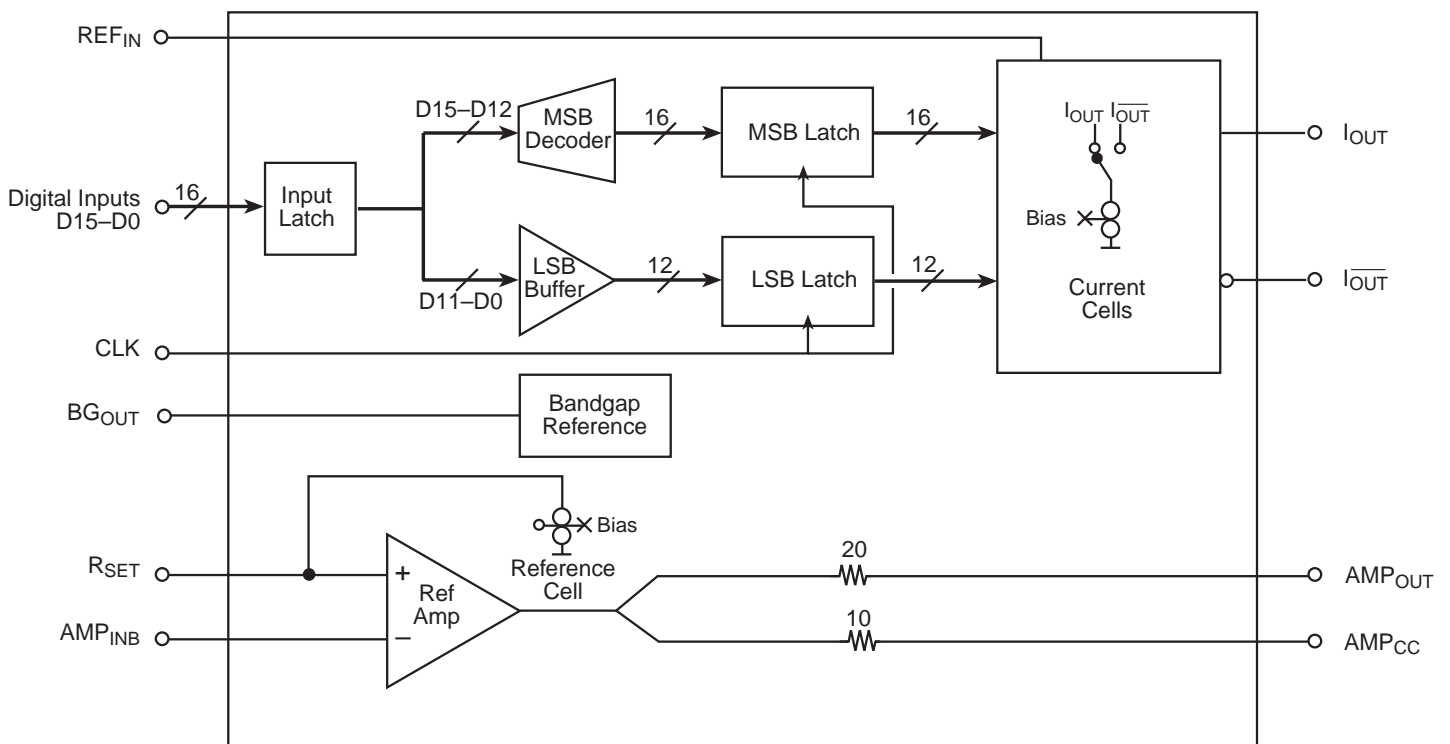 REF_IN
D15–D12
MSB
Decoder
16
MSB Latch
16
I_OUT I̅_O̅U̅T̅
I_OUT
Digital Inputs
D15–D0
16
Input
Latch
Bias
Current
Cells
D11–D0
LSB
Buffer
12
LSB Latch
12
I̅_O̅U̅T̅
CLK
BG_OUT
Bandgap
Reference
Bias
Reference
Cell
R_SET
+
Ref
Amp
20
AMP_OUT
AMP_INB
–
10
AMP_CC